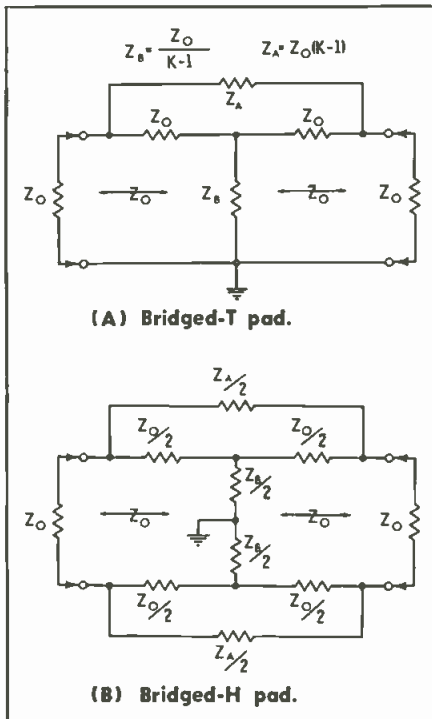 Z_B = Z_O / K-1    Z_A = Z_O(K-1)
Z_A
Z_O Z_O
Z_O Z_O Z_B Z_O Z_O
(A) Bridged-T pad.
Z_A/2
Z_O/2 Z_O/2
Z_B/2
Z_O Z_O Z_O Z_O
Z_B/2
Z_O/2 Z_O/2
Z_A/2
(B) Bridged-H pad.